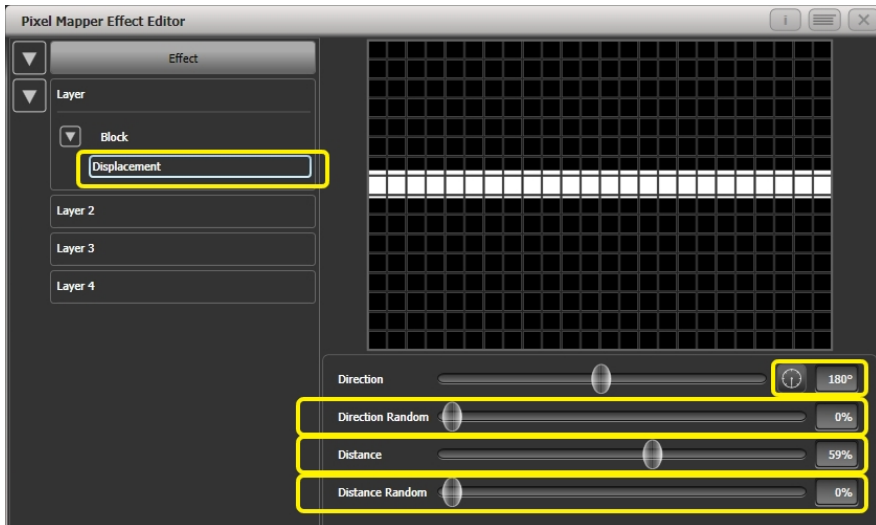 Pixel Mapper Effect Editor
i
Effect
Layer
Block
Displacement
Layer 2
Layer 3
Layer 4
Direction 180°
Direction Random 0%
Distance 59%
Distance Random 0%